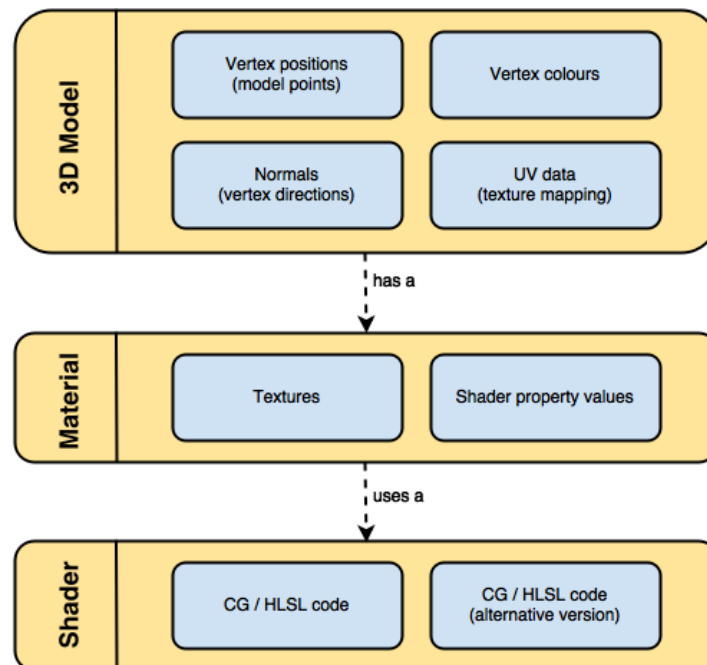 3D Model
Vertex positions
(model points)
Vertex colours
Normals
(vertex directions)
UV data
(texture mapping)
has a
Material
Textures
Shader property values
uses a
Shader
CG / HLSL code
CG / HLSL code
(alternative version)